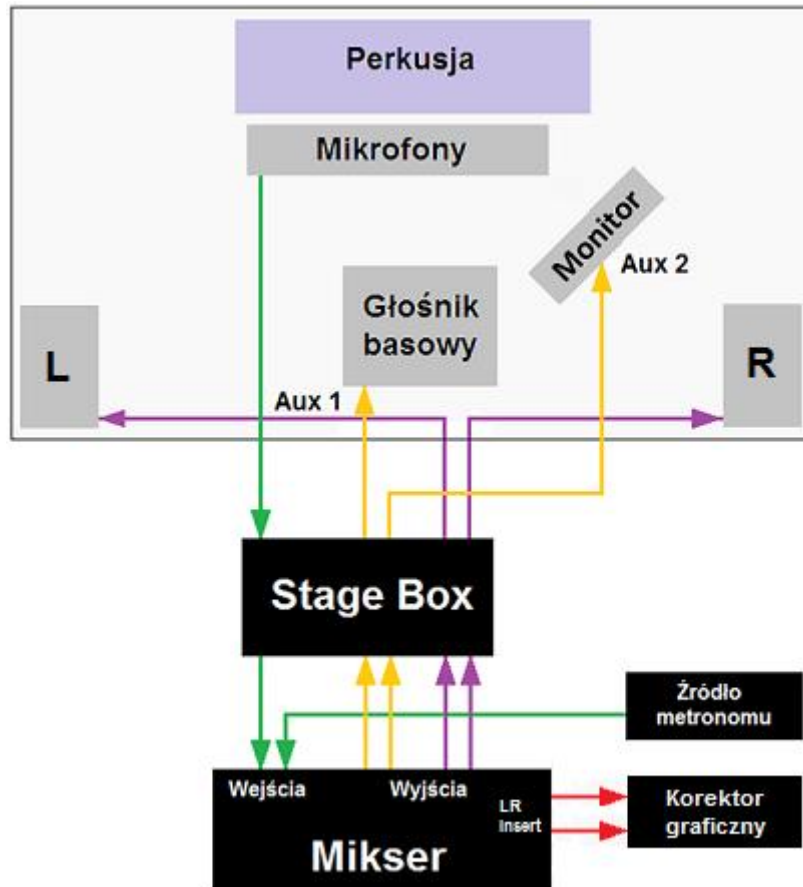 Perkusja
Mikrofony
Monitor
Aux 2
Głośnik
basowy
L
R
Aux 1
Stage Box
Źródło
metronomu
Wejścia
Wyjścia
LR
Insert
Korektor
graficzny
Mikser